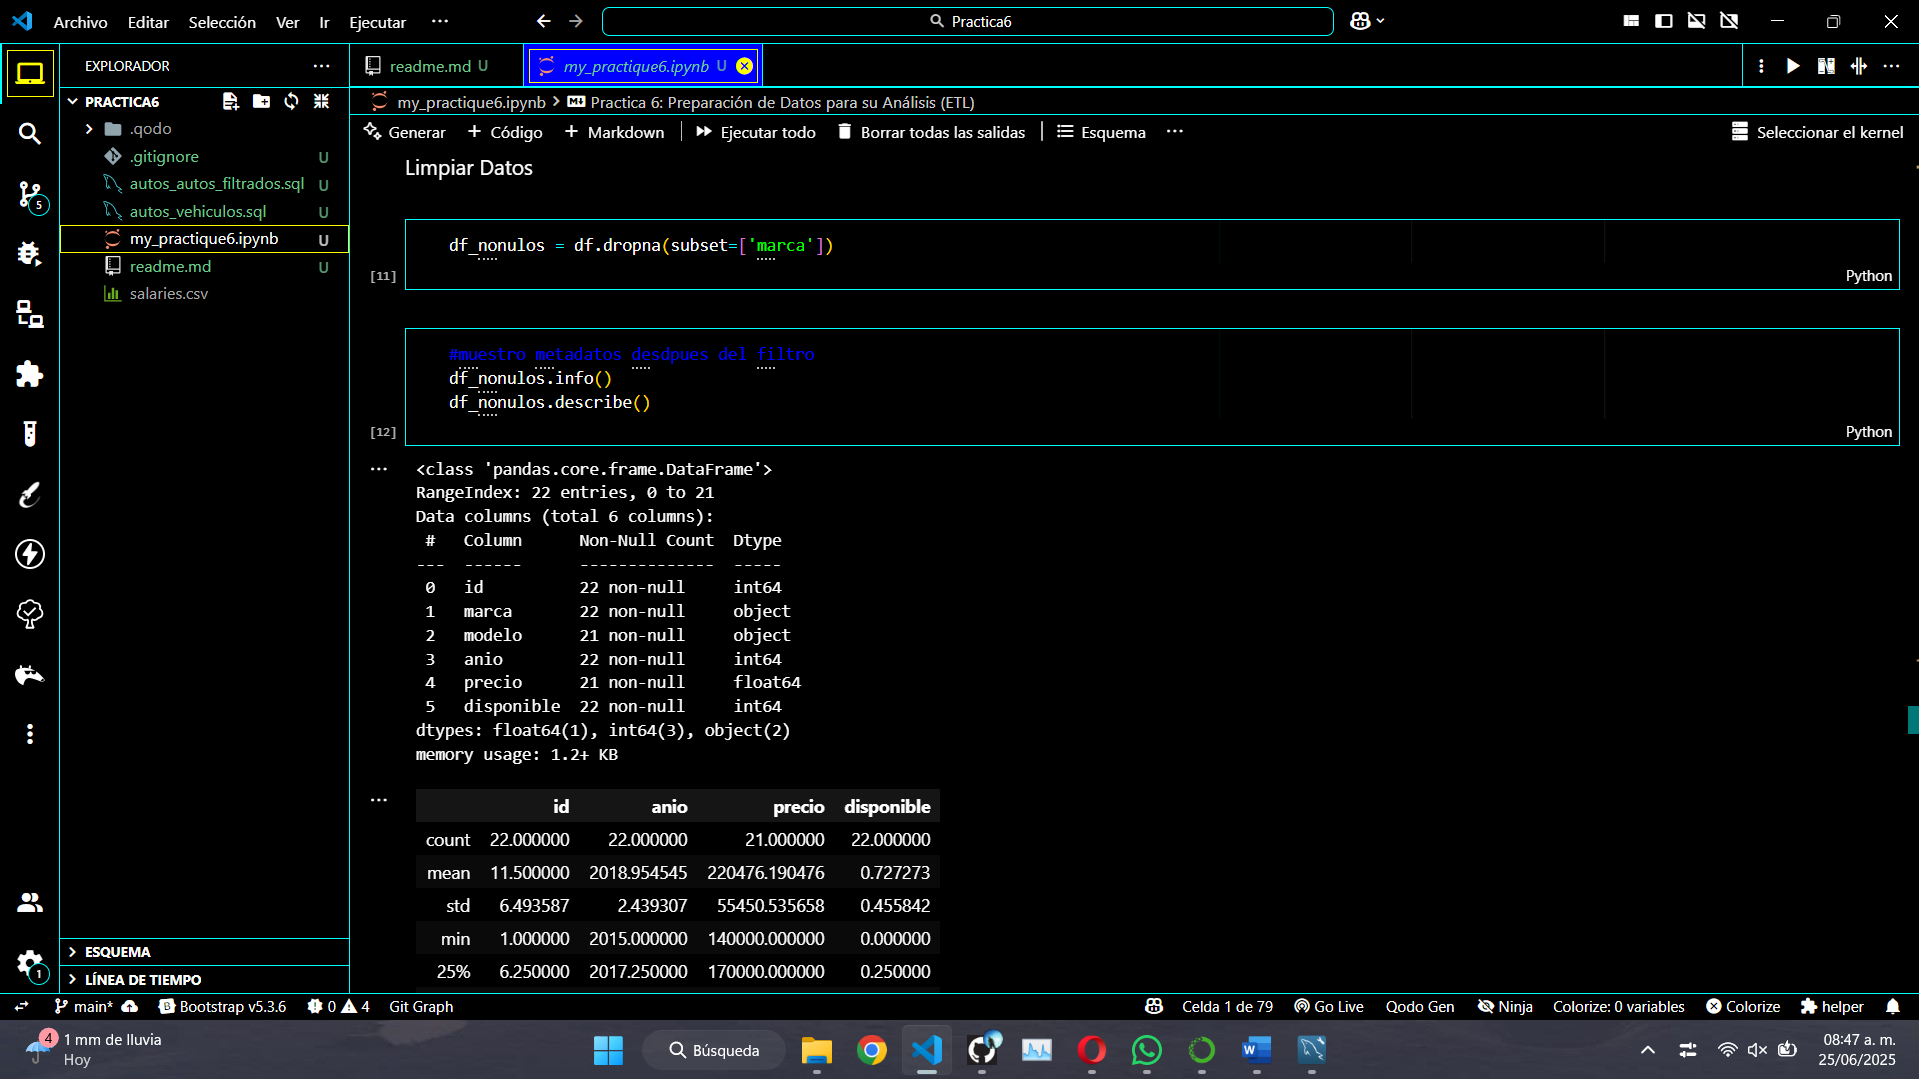 Archivo Editar Selección Ver Ir Ejecutar ···
Practica6
EXPLORADOR
PRACTICA6
.qodo
.gitignore U
autos_autos_filtrados.sql U
autos_vehiculos.sql U
my_practique6.ipynb U
readme.md U
salaries.csv
5
1
ESQUEMA
LÍNEA DE TIEMPO
readme.md U
my_practique6.ipynb U
my_practique6.ipynb > Practica 6: Preparación de Datos para su Análisis (ETL)
Generar + Código + Markdown Ejecutar todo Borrar todas las salidas Esquema ··· Seleccionar el kernel
Limpiar Datos
df_nonulos = df.dropna(subset=['marca'])
[11] Python
#muestro metadatos desdpues del filtro
df_nonulos.info()
df_nonulos.describe()
[12] Python
<class 'pandas.core.frame.DataFrame'>
RangeIndex: 22 entries, 0 to 21
Data columns (total 6 columns):
# Column Non-Null Count Dtype
--- ------ -------------- -----
0 id 22 non-null int64
1 marca 22 non-null object
2 modelo 21 non-null object
3 anio 22 non-null int64
4 precio 21 non-null float64
5 disponible 22 non-null int64
dtypes: float64(1), int64(3), object(2)
memory usage: 1.2+ KB
id anio precio disponible
count 22.000000 22.000000 21.000000 22.000000
mean 11.500000 2018.954545 220476.190476 0.727273
std 6.493587 2.439307 55450.535658 0.455842
min 1.000000 2015.000000 140000.000000 0.000000
25% 6.250000 2017.250000 170000.000000 0.250000
main* Bootstrap v5.3.6 0 4 Git Graph Celda 1 de 79 Go Live Qodo Gen Ninja Colorize: 0 variables Colorize helper
4
1 mm de lluvia
Hoy
Búsqueda
08:47 a. m.
25/06/2025